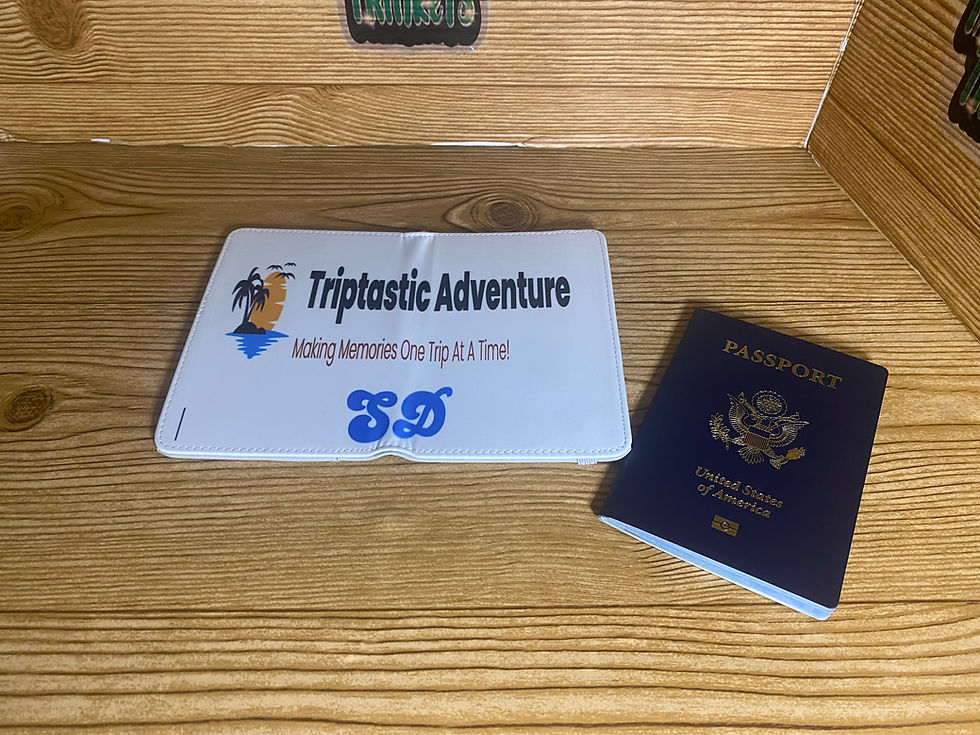 Triptastic Adventure
Making Memories One Trip At A Time!
SD
PASSPORT
United States
of America